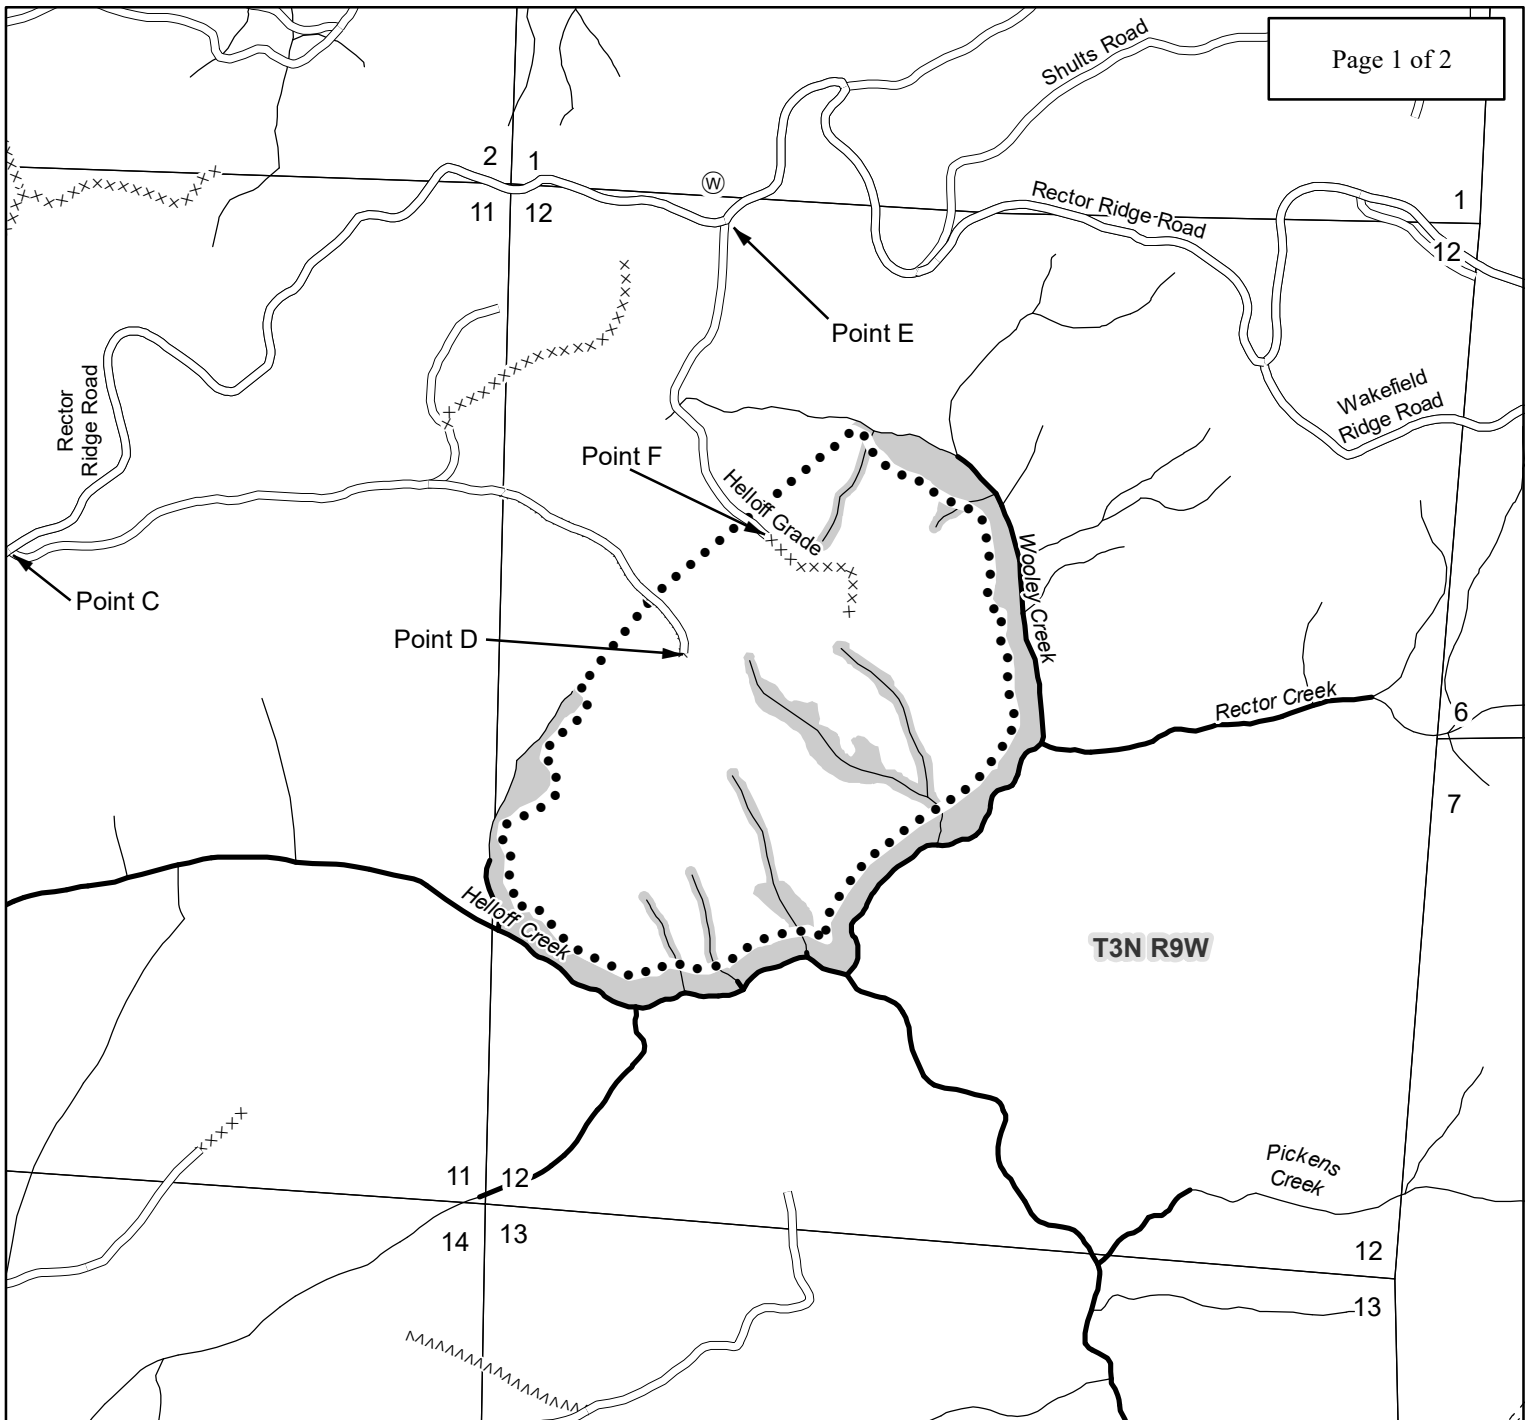 Page 1 of 2
Shults Road
2
1
W
11
12
Rector Ridge Road
1
12
Point E
Rector
Ridge Road
Wakefield
Ridge Road
Point F
Helloff Grade
Wooley Creek
Point C
Point D
Rector Creek
6
7
Helloff Creek
T3N R9W
Pickens
Creek
11
12
14
13
12
13